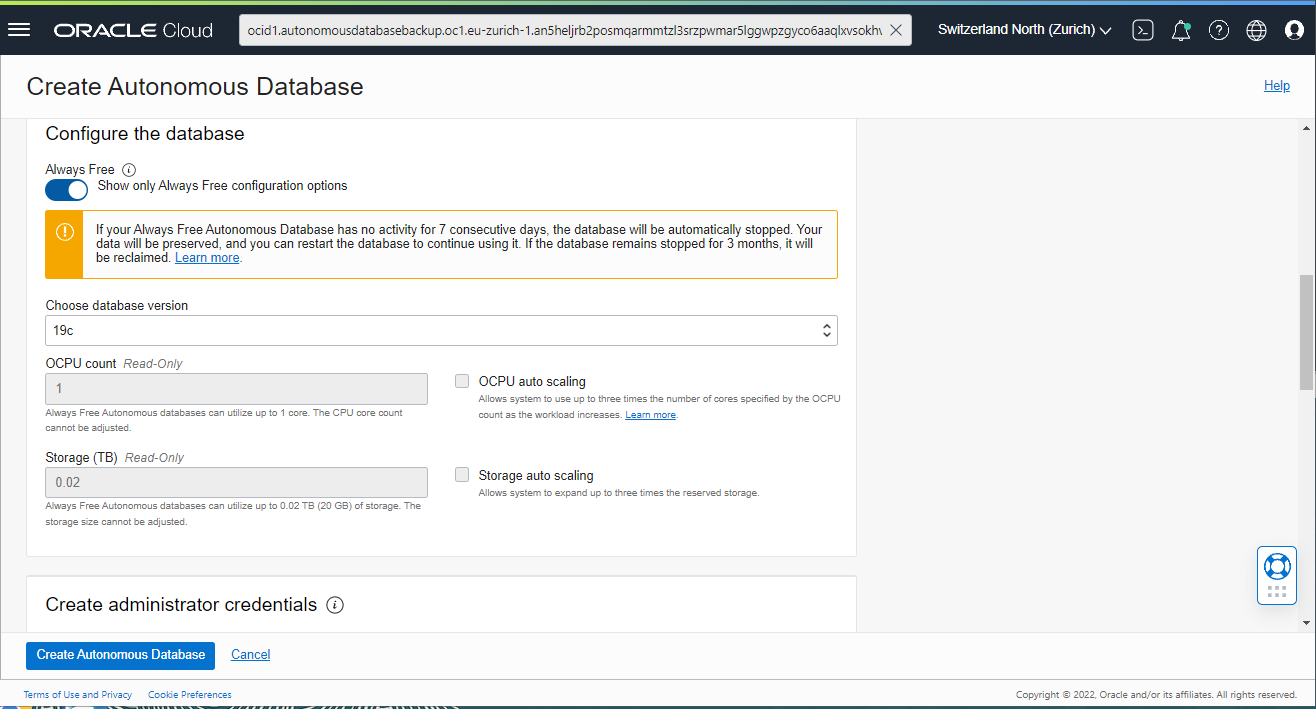 ORACLE Cloud
ocid1.autonomousdatabasebackup.oc1.eu-zurich-1.an5heljrb2posmqarmmtzl3srzpwmar5lggwpzgyco6aaqlxvsokhv
Switzerland North (Zurich)
Create Autonomous Database
Help
Configure the database
Always Free
Show only Always Free configuration options
If your Always Free Autonomous Database has no activity for 7 consecutive days, the database will be automatically stopped. Your
data will be preserved, and you can restart the database to continue using it. If the database remains stopped for 3 months, it will
be reclaimed. Learn more.
Choose database version
19c
OCPU count Read-Only
1
Always Free Autonomous databases can utilize up to 1 core. The CPU core count
cannot be adjusted.
OCPU auto scaling
Allows system to use up to three times the number of cores specified by the OCPU
count as the workload increases. Learn more.
Storage (TB) Read-Only
0.02
Always Free Autonomous databases can utilize up to 0.02 TB (20 GB) of storage. The
storage size cannot be adjusted.
Storage auto scaling
Allows system to expand up to three times the reserved storage.
Create administrator credentials
Create Autonomous Database
Cancel
Terms of Use and Privacy
Cookie Preferences
Copyright © 2022, Oracle and/or its affiliates. All rights reserved.